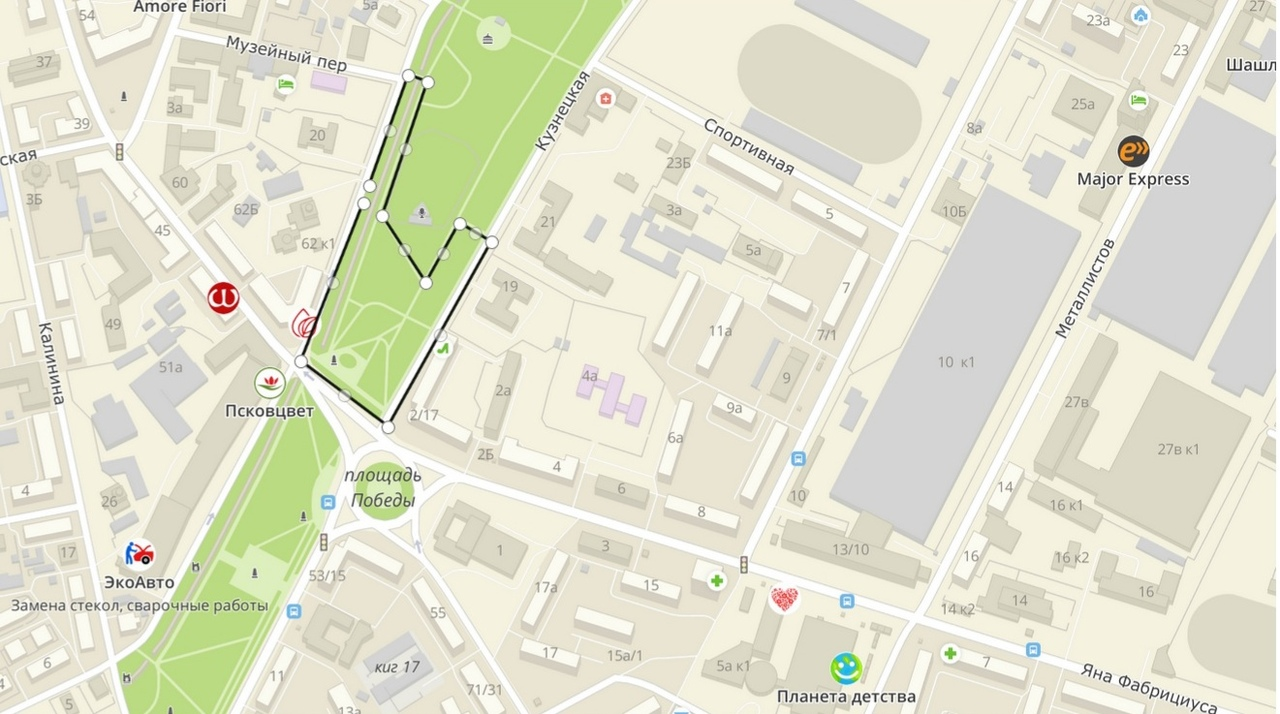 54
Amore Fiori
5а
23а
27
Музейный пер
37
23
Шашл
3а
39
20
25а
8а
Кузнецкая
Спортивная
ская
Major Express
60
23Б
3Б
62Б
10Б
45
62 к1
21
3а
5
5а
Металлистов
19
7
49
11а
7/1
Калинина
51а
10 к1
4а
9
2а
27в
Псковцвет
2/17
9а
6а
27в к1
2Б
4
площадь
Победы
4
6
10
14
26
8
16 к1
17
1
3
13/10
16
16 к2
ЭкоАвто
53/15
17а
15
16
Замена стекол, сварочные работы
55
14 к2
14
6
17
15а/1
5а к1
7
киг 17
11
71/31
Планета детства
Яна Фабрициуса
4
5
13а